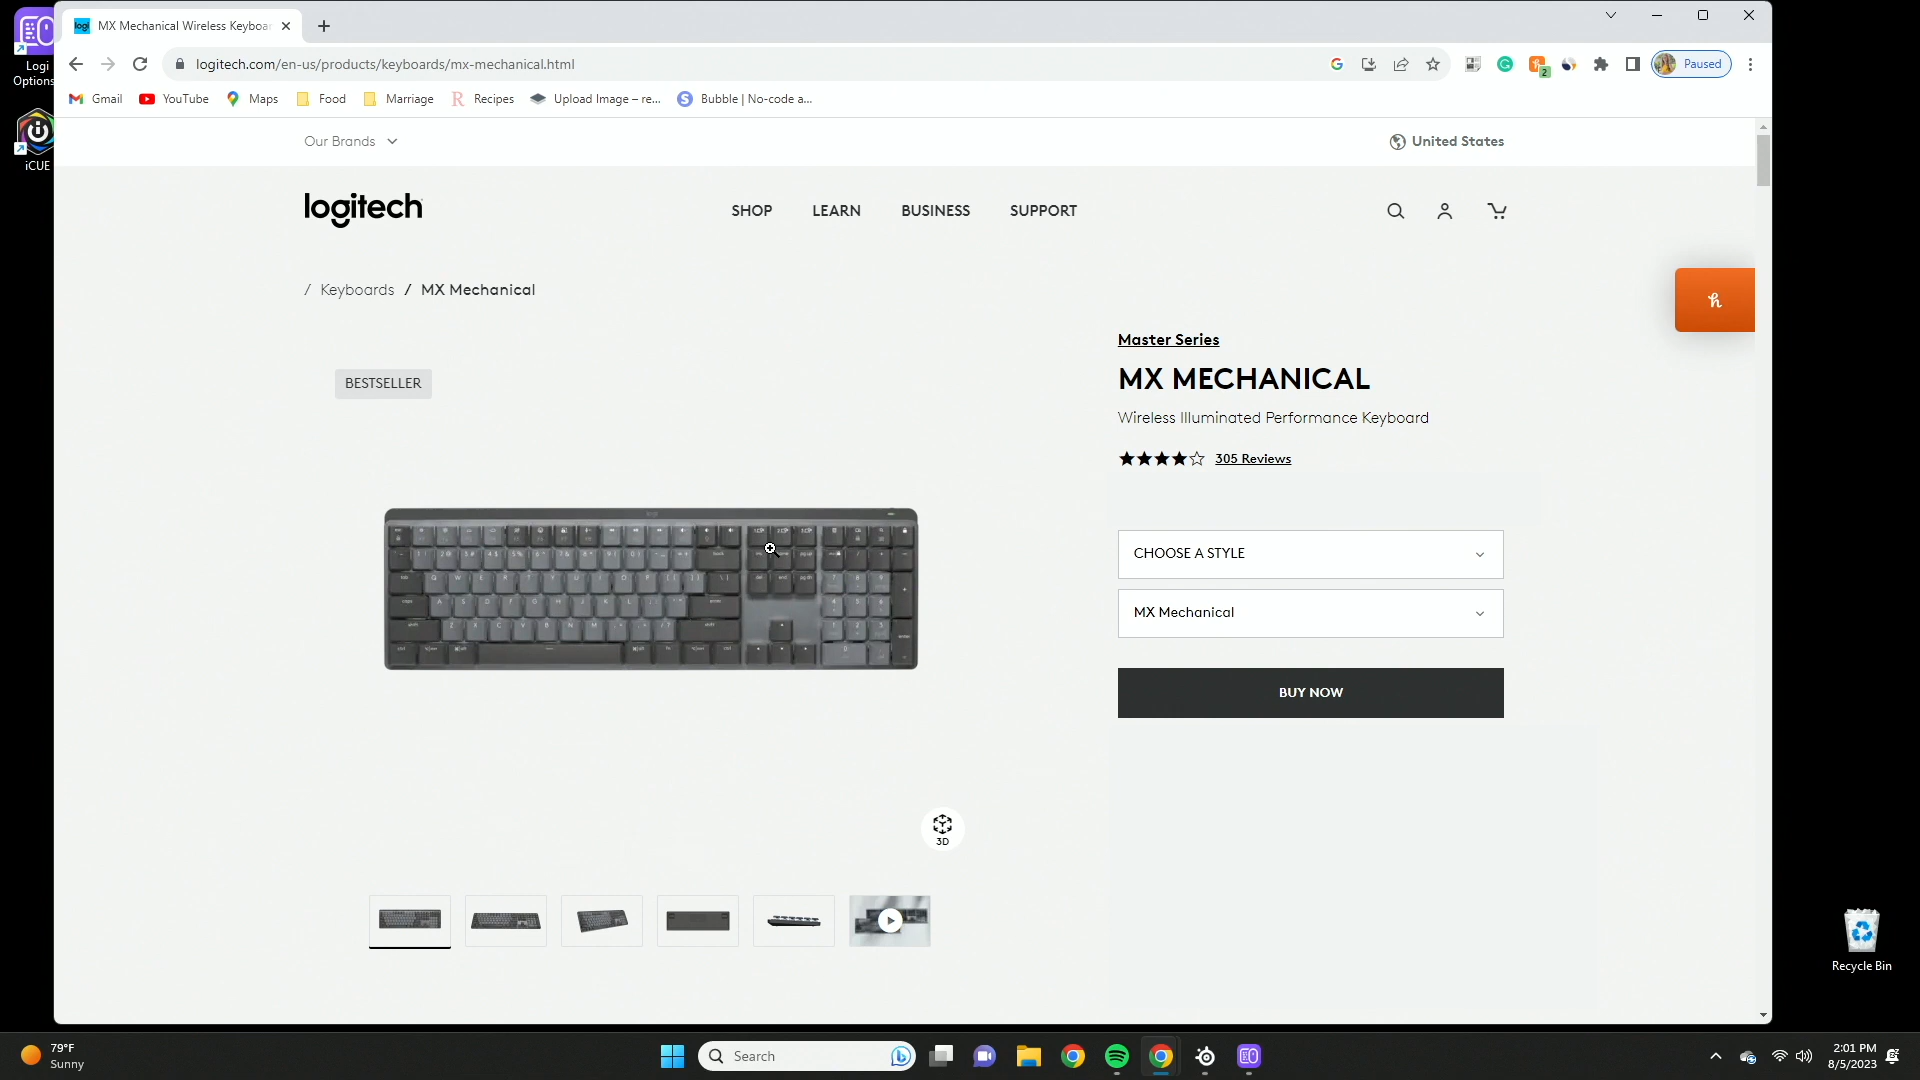 Logi
Options
iCUE
MX Mechanical Wireless Keyboar
logitech.com/en-us/products/keyboards/mx-mechanical.html
2
Paused
Gmail
YouTube
Maps
Food
Marriage
Recipes
Upload Image – re...
Bubble | No-code a...
Our Brands
United States
logitech
SHOP
LEARN
BUSINESS
SUPPORT
/ Keyboards / MX Mechanical
BESTSELLER
Master Series
MX MECHANICAL
Wireless Illuminated Performance Keyboard
305 Reviews
CHOOSE A STYLE
MX Mechanical
BUY NOW
3D
Recycle Bin
79°F
Sunny
Search
2:01 PM
8/5/2023